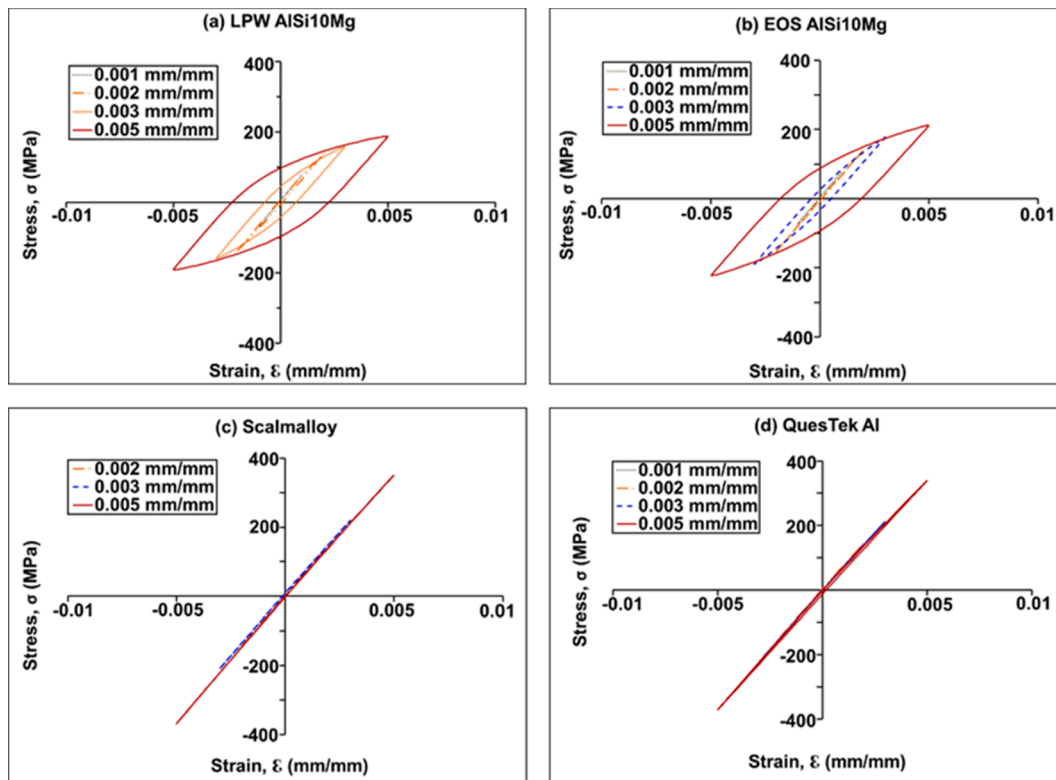 (a) LPW AlSi10Mg
400
0.001 mm/mm
0.002 mm/mm
0.003 mm/mm
0.005 mm/mm
200
Stress, σ (MPa)
-0.01
-0.005
0.005
0.01
-200
-400
Strain, ε (mm/mm)
(b) EOS AlSi10Mg
400
0.001 mm/mm
0.002 mm/mm
0.003 mm/mm
0.005 mm/mm
200
Stress, σ (MPa)
-0.01
-0.005
0.005
0.01
-200
-400
Strain, ε (mm/mm)
(c) Scalmalloy
400
0.002 mm/mm
0.003 mm/mm
0.005 mm/mm
200
Stress, σ (MPa)
-0.01
-0.005
0.005
0.01
-200
-400
Strain, ε (mm/mm)
(d) QuesTek Al
400
0.001 mm/mm
0.002 mm/mm
0.003 mm/mm
0.005 mm/mm
200
Stress, σ (MPa)
-0.01
-0.005
0.005
0.01
-200
-400
Strain, ε (mm/mm)